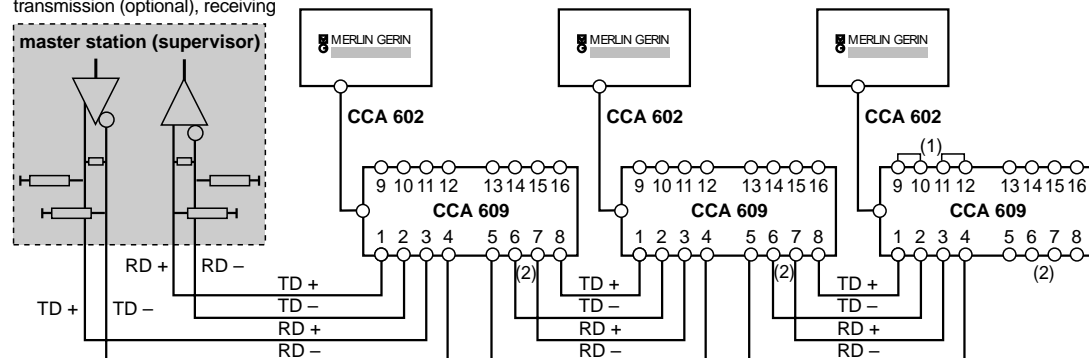 transmission (optional), receiving
master station (supervisor)
MERLIN GERIN
MERLIN GERIN
MERLIN GERIN
CCA 602
CCA 602
CCA 602
(1)
9 10 11 12 13 14 15 16
9 10 11 12 13 14 15 16
9 10 11 12 13 14 15 16
CCA 609
CCA 609
CCA 609
1 2 3 4 5 6 7 8
1 2 3 4 5 6 7 8
1 2 3 4 5 6 7 8
RD + RD –
(2)
(2)
(2)
TD + TD –
TD +
TD –
RD +
RD –
TD +
TD –
RD +
RD –
TD +
TD –
RD +
RD –